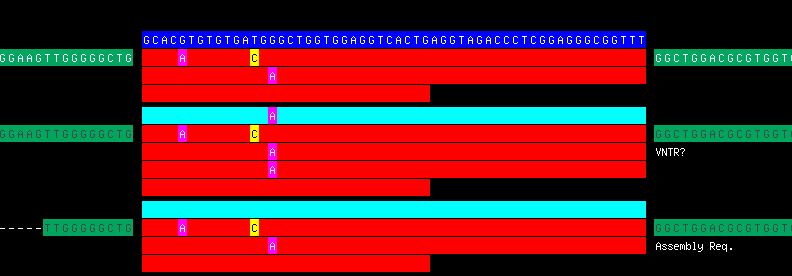 GCACGTGTGTGATGGGCTGGTGGAGGTCACTGAGGTAGACCCTCGGAGGGCGGTTT
GGAAGTTGGGGGCTG A C GGCTGGACGCGTGGT
A
A
GGAAGTTGGGGGCTG A C GGCTGGACGCGTGGT
A VNTR?
A
-----TTGGGGGCTG A C GGCTGGACGCGTGGT
A Assembly Req.